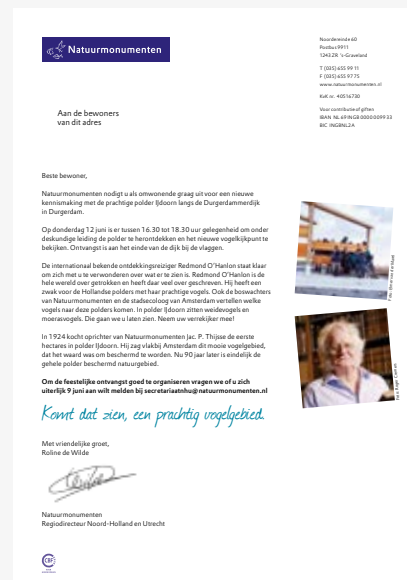 Natuurmonumenten
Noordereinde 60
Postbus 9911
1243 ZR 's-Graveland
T (035) 655 99 11
F (035) 655 97 75
www.natuurmonumenten.nl
KvK nr. 40516730
Voor contributie of giften
IBAN NL 69 INGB 0000 0099 33
BIC INGBNL2A
Aan de bewoners
van dit adres
Beste bewoner,
Natuurmonumenten nodigt u als omwonende graag uit voor een nieuwe
kennismaking met de prachtige polder IJdoorn langs de Durgerdammerdijk
in Durgerdam.
Op donderdag 12 juni is er tussen 16.30 tot 18.30 uur gelegenheid om onder
deskundige leiding de polder te herontdekken en het nieuwe vogelkijkpunt te
bekijken. Ontvangst is aan het einde van de dijk bij de vlaggen.
De internationaal bekende ontdekkingsreiziger Redmond O'Hanlon staat klaar
om zich met u te verwonderen over wat er te zien is. Redmond O'Hanlon is de
hele wereld over getrokken en heeft daar veel over geschreven. Hij heeft een
zwak voor de Hollandse polders met haar prachtige vogels. Ook de boswachters
van Natuurmonumenten en de stadsecoloog van Amsterdam vertellen welke
vogels naar deze polders komen. In polder IJdoorn zitten weidevogels en
moerasvogels. Die gaan we u laten zien. Neem uw verrekijker mee!
In 1924 kocht oprichter van Natuurmonumenten Jac. P. Thijsse de eerste
hectares in polder IJdoorn. Hij zag vlakbij Amsterdam dit mooie vogelgebied,
dat het waard was om beschermd te worden. Nu 90 jaar later is eindelijk de
gehele polder beschermd natuurgebied.
Om de feestelijke ontvangst goed te organiseren vragen we of u zich
uiterlijk 9 juni aan wilt melden bij secretariaatnhu@natuurmonumenten.nl
Komt dat zien, een prachtig vogelgebied.
Met vriendelijke groet,
Roline de Wilde
Natuurmonumenten
Regiodirecteur Noord-Holland en Utrecht
CBF